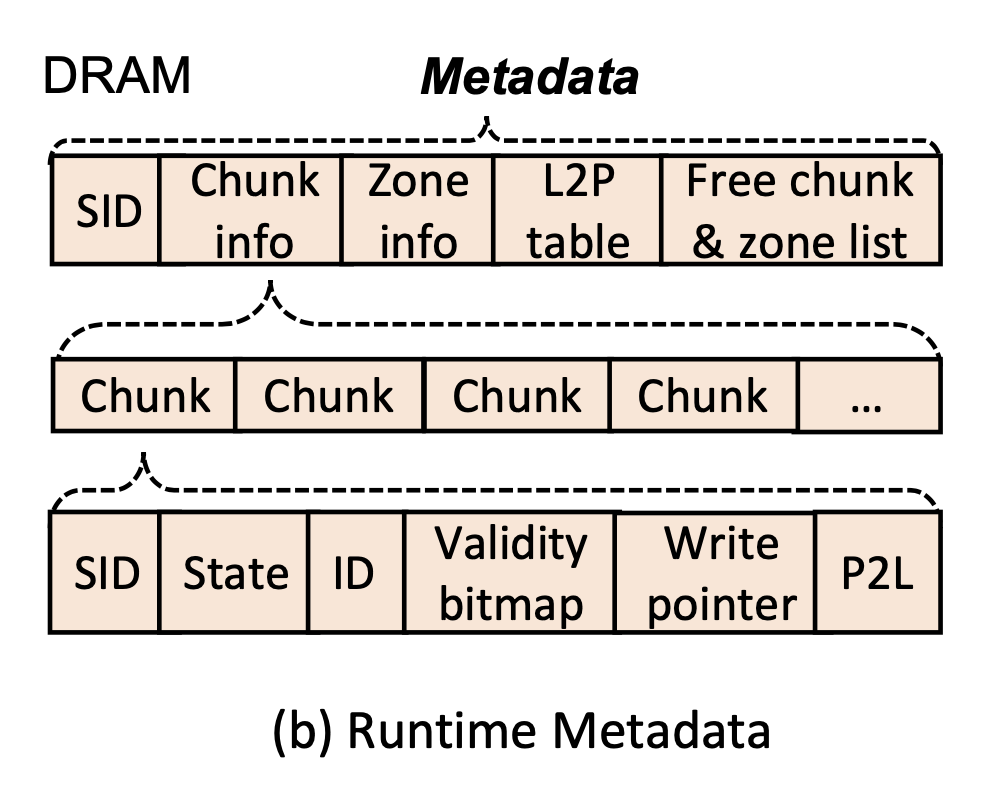 DRAM Metadata
SID Chunk info Zone info L2P table Free chunk & zone list
Chunk Chunk Chunk Chunk ...
SID State ID Validity bitmap Write pointer P2L
(b) Runtime Metadata